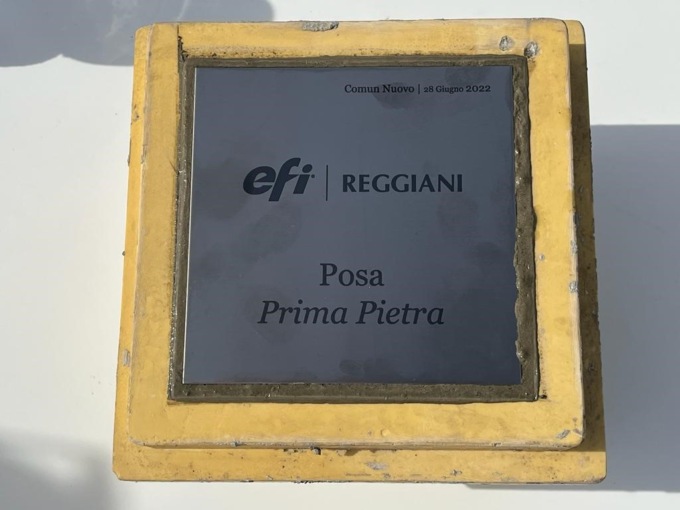 Comun Nuovo | 28 Giugno 2022
efi® | REGGIANI
Posa
Prima Pietra